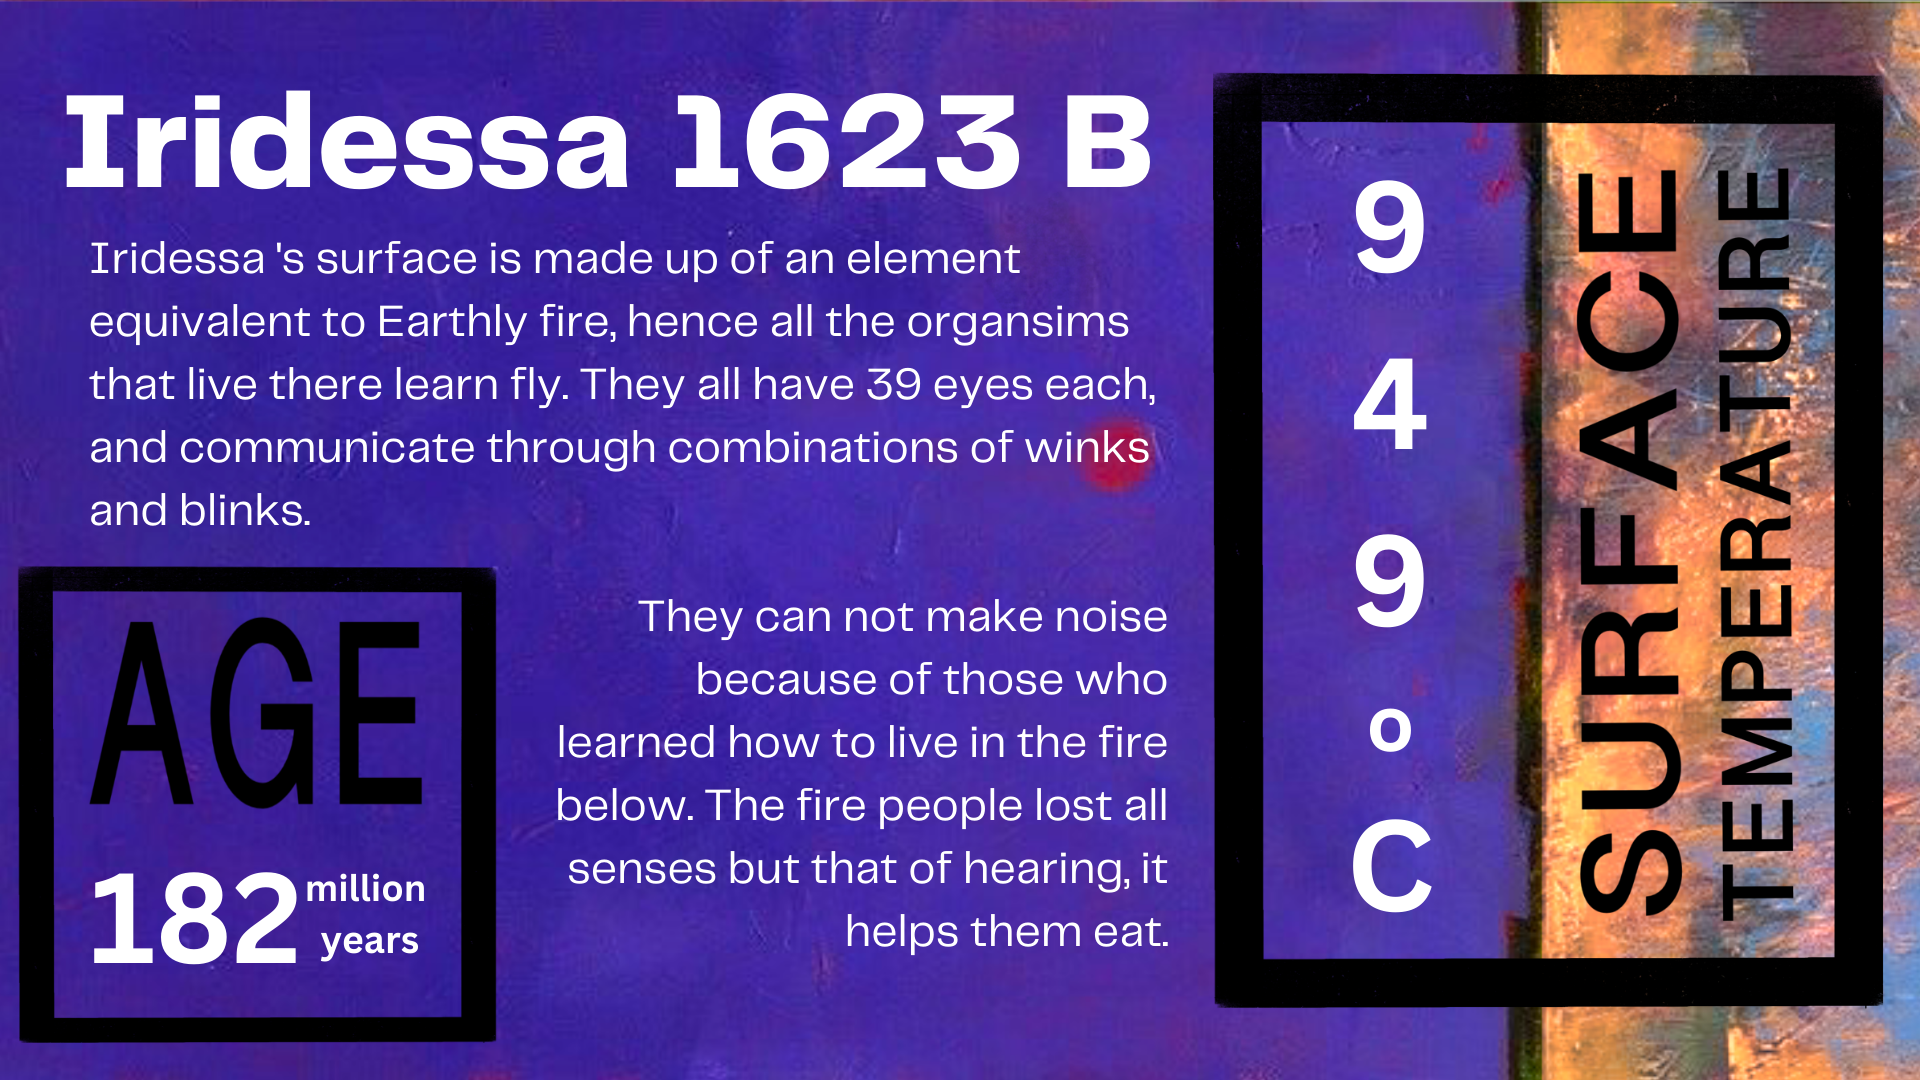 Iridessa 1623 B
Iridessa 's surface is made up of an element
equivalent to Earthly fire, hence all the organsims
that live there learn fly. They all have 39 eyes each,
and communicate through combinations of winks
and blinks.
They can not make noise
because of those who
learned how to live in the fire
below. The fire people lost all
senses but that of hearing, it
helps them eat.
AGE
182 million
years
9
4
9
°
C
SURFACE
TEMPERATURE